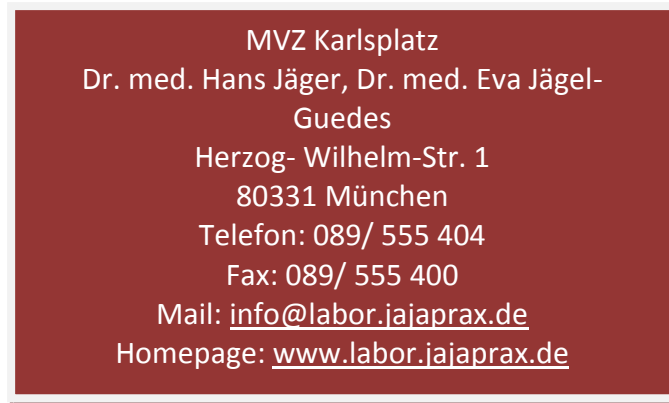 MVZ Karlsplatz
Dr. med. Hans Jäger, Dr. med. Eva Jägel-
Guedes
Herzog- Wilhelm-Str. 1
80331 München
Telefon: 089/ 555 404
Fax: 089/ 555 400
Mail: info@labor.jajaprax.de
Homepage: www.labor.jajaprax.de